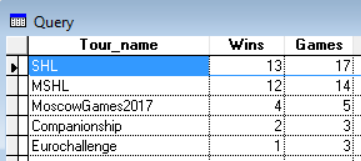 Query
Tour_name Wins Games
SHL 13 17
MSHL 12 14
MoscowGames2017 4 5
Companionship 2 3
Eurochallenge 1 3